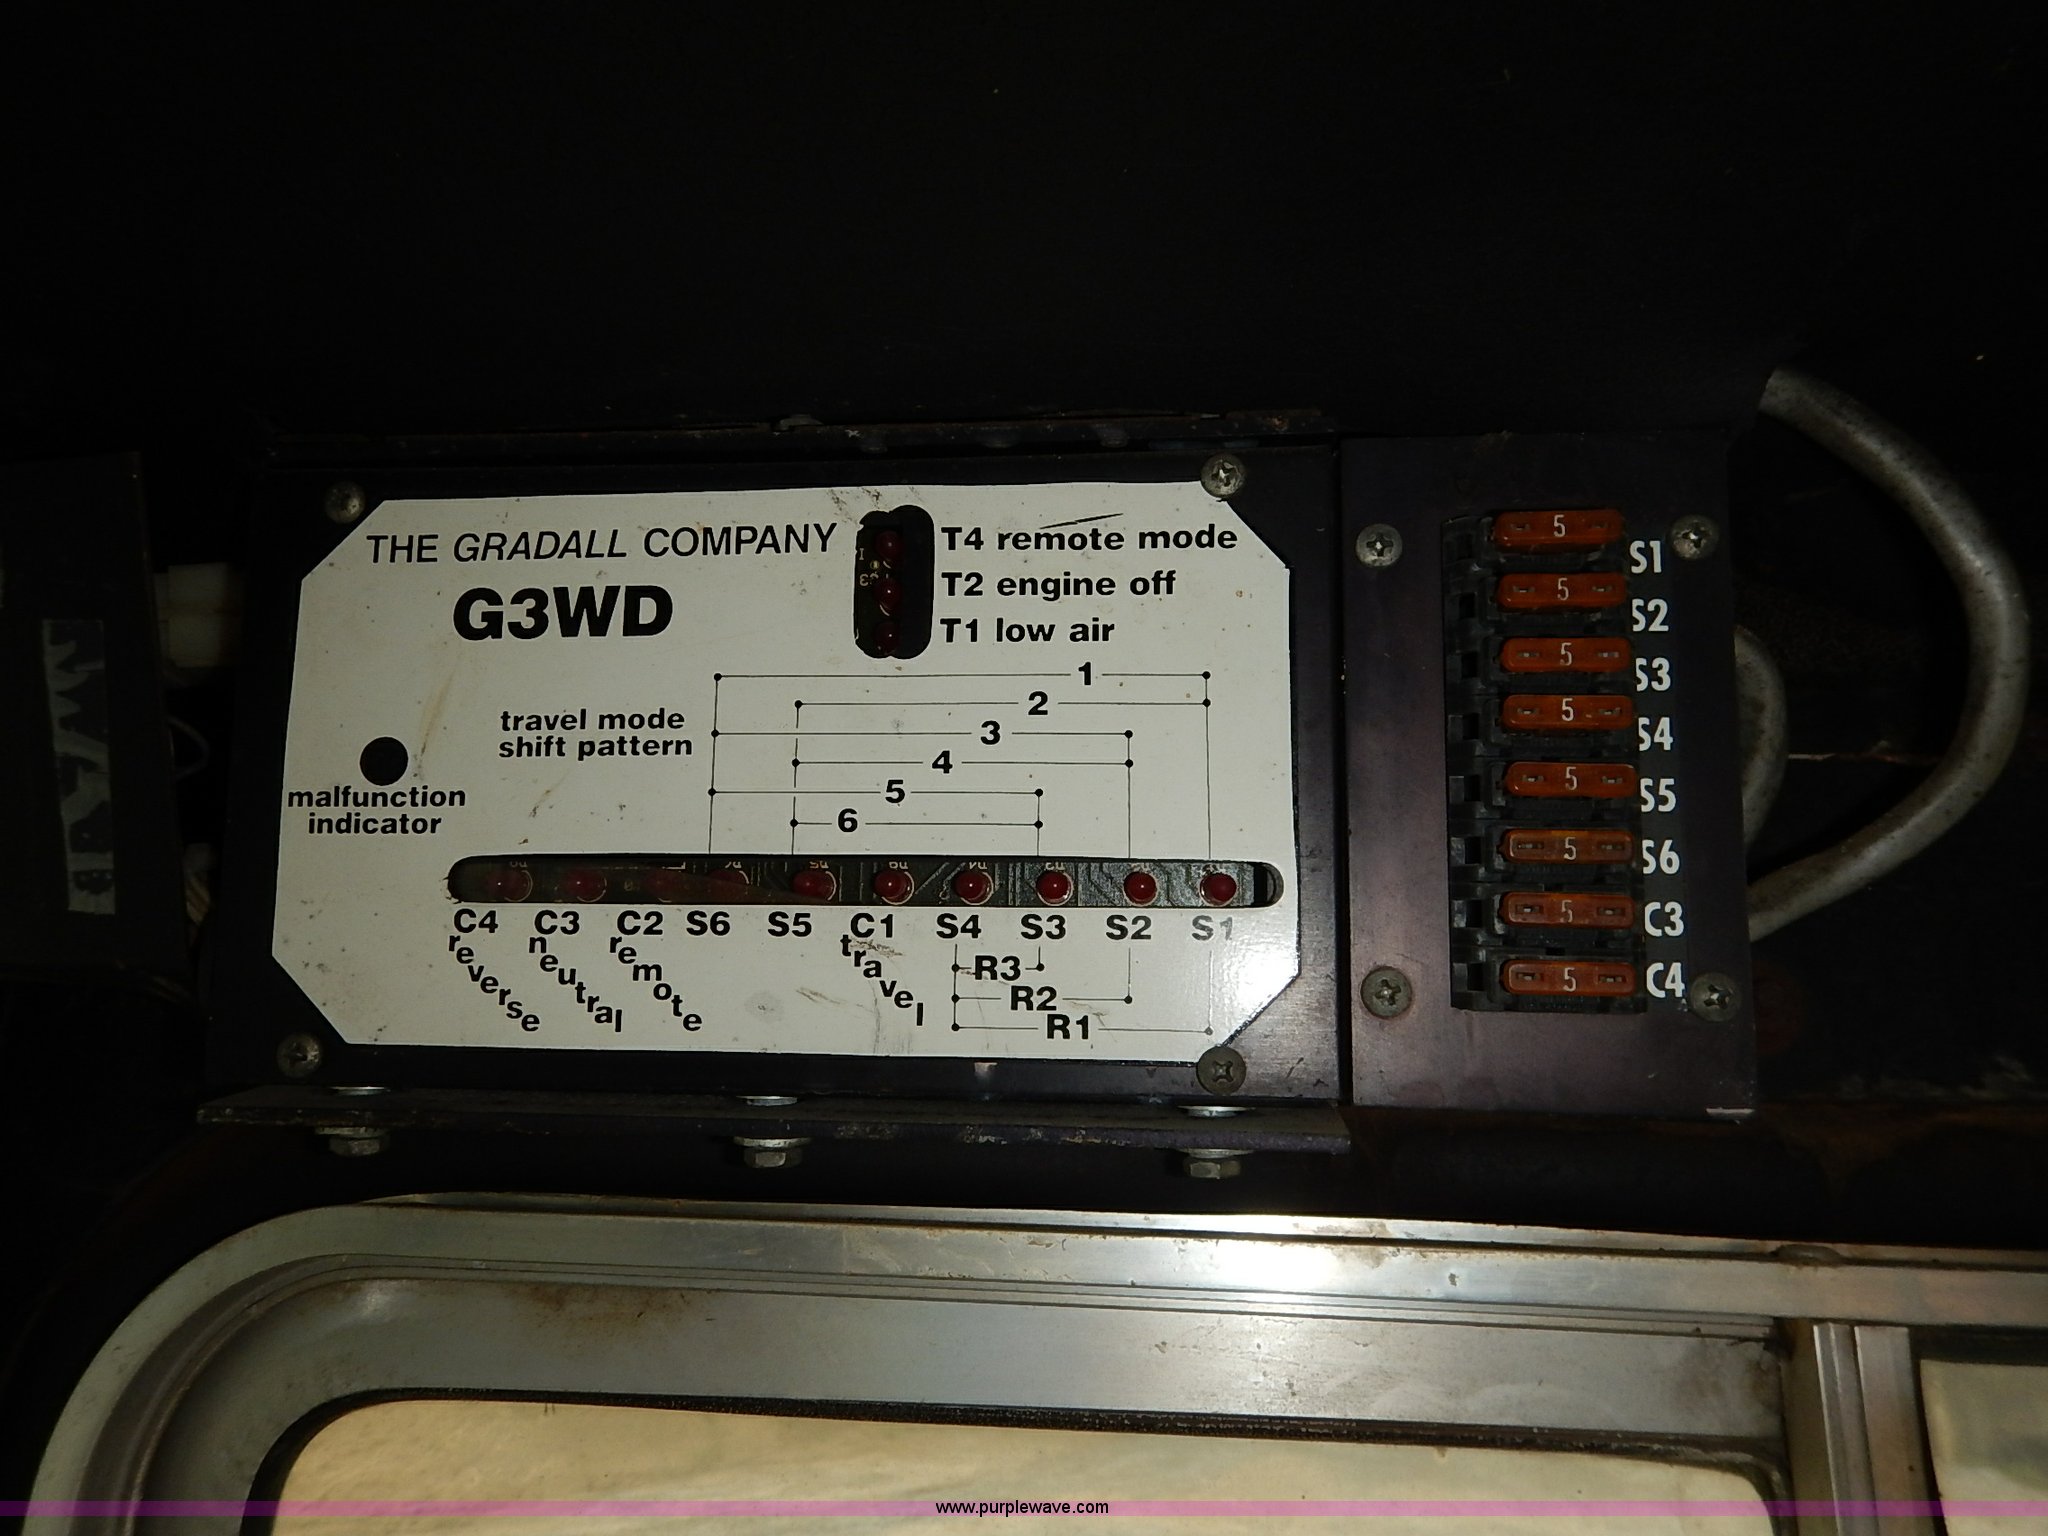 THE GRADALL COMPANY
G3WD
T4 remote mode
T2 engine off
T1 low air
travel mode
shift pattern
1
2
3
4
5
6
malfunction
indicator
C4 C3 C2 S6 S5 C1 S4 S3 S2 S1
reverse
neutral
remote
travel
R3
R2
R1
5 S1
5 S2
5 S3
5 S4
5 S5
5 S6
5 C3
5 C4
www.purplewave.com